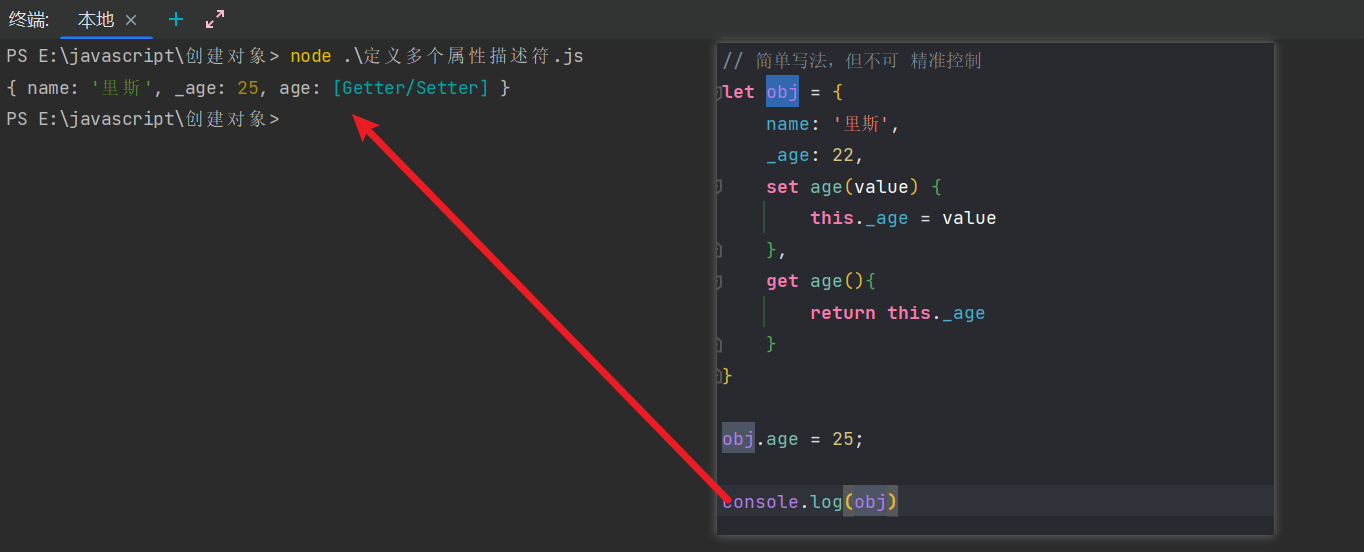 终端: 本地 × +
PS E:\javascript\创建对象> node .\定义多个属性描述符.js
{ name: '里斯', _age: 25, age: [Getter/Setter] }
PS E:\javascript\创建对象>
// 简单写法，但不可 精准控制
let obj = {
    name: '里斯',
    _age: 22,
    set age(value) {
        this._age = value
    },
    get age(){
        return this._age
    }
}
obj.age = 25;
console.log(obj)